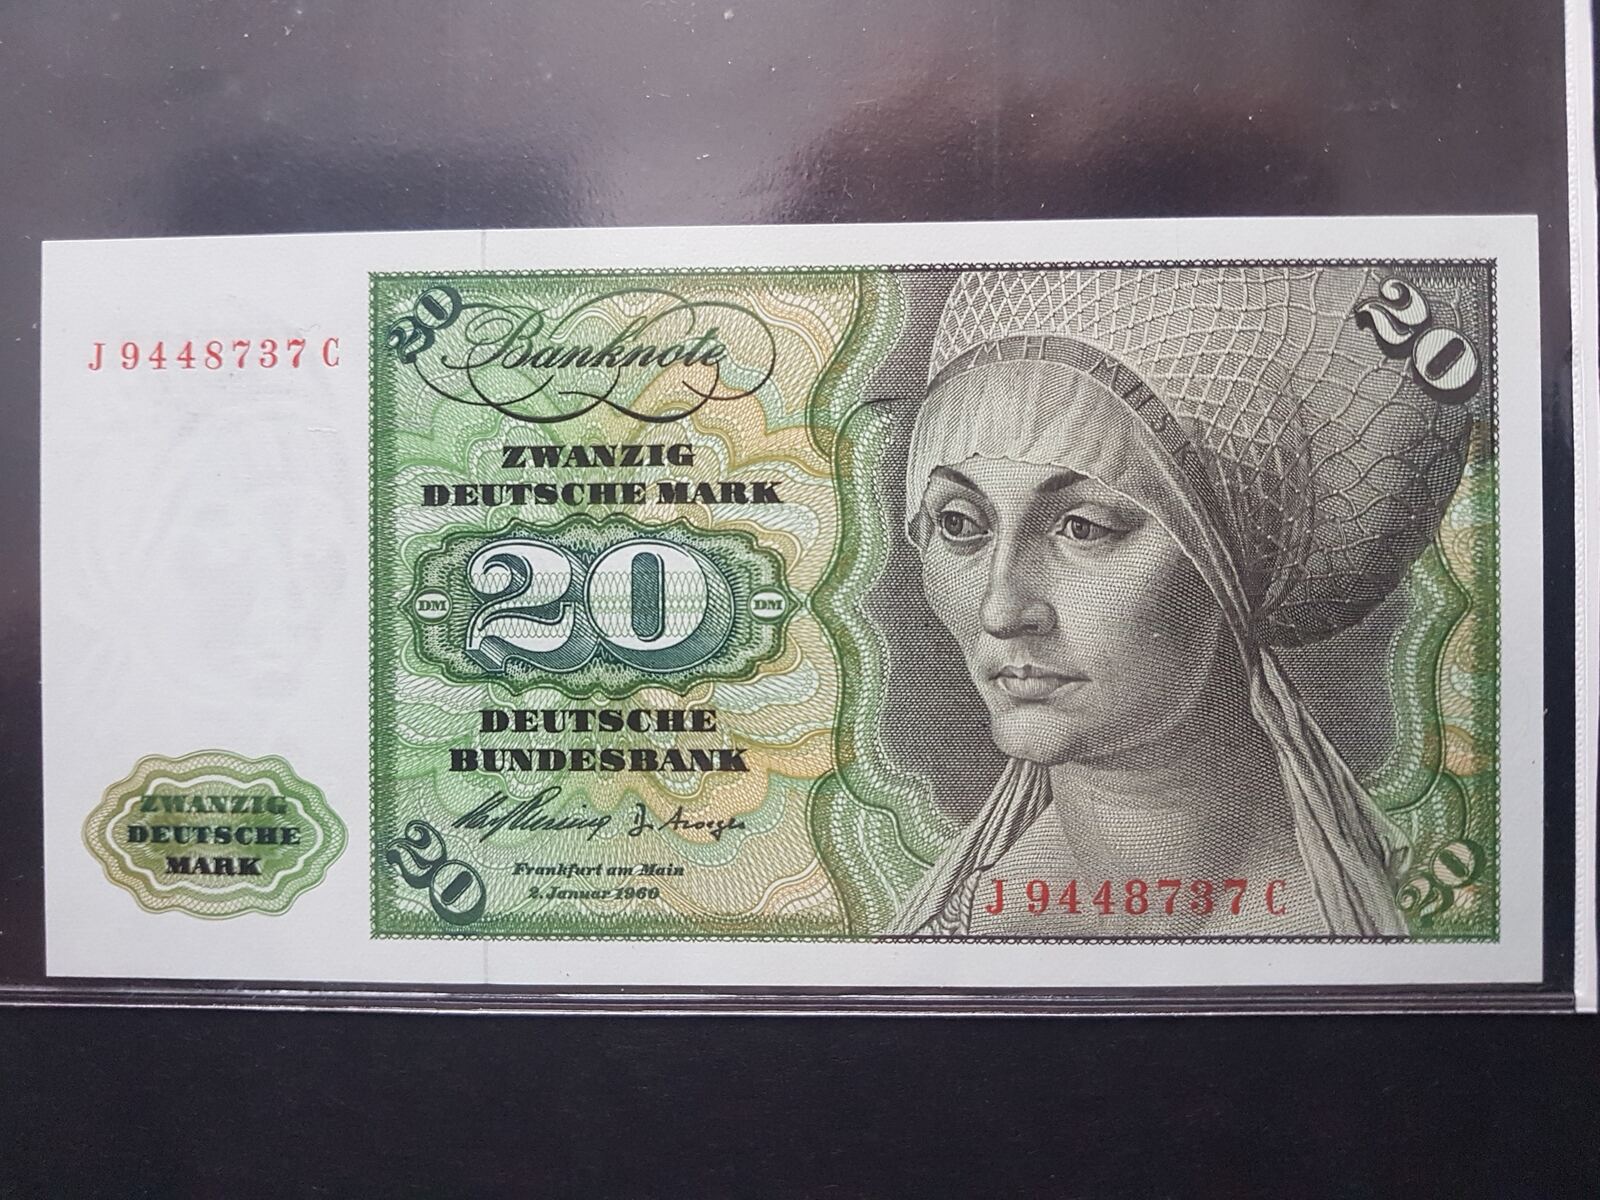 J 9448737 C
20
Banknote
20
ZWANZIG
DEUTSCHE MARK
DM
20
DM
DEUTSCHE
BUNDESBANK
Frankfurt am Main
2. Januar 1960
20
ZWANZIG
DEUTSCHE
MARK
J 9448737 C
20